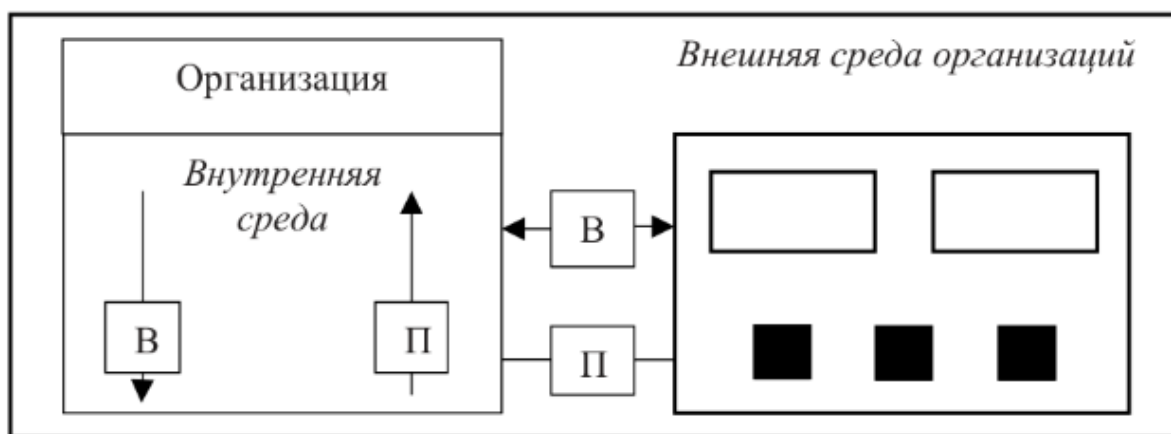 Организация
Внешняя среда организаций
Внутренняя
среда
В
П
В
П